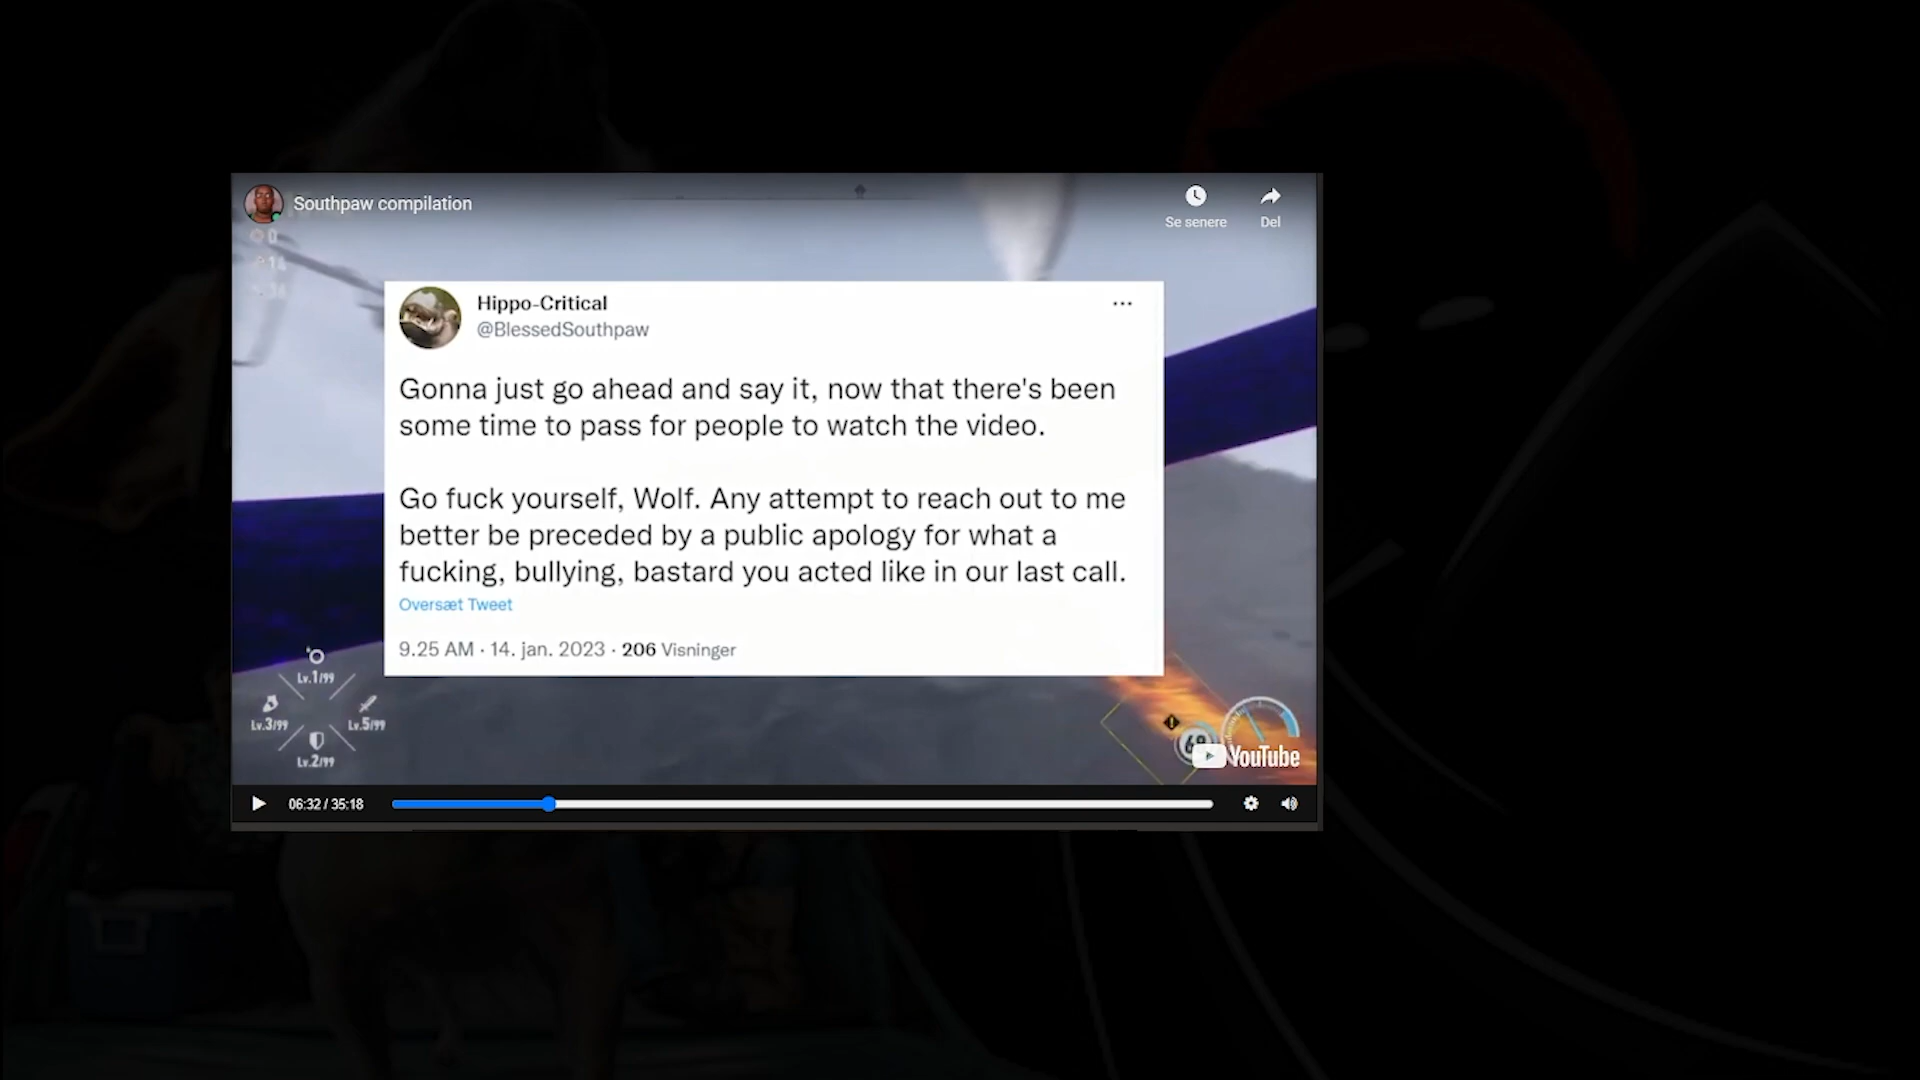 Southpaw compilation
Se senere
Del
Hippo-Critical
@BlessedSouthpaw
Gonna just go ahead and say it, now that there's been
some time to pass for people to watch the video.
Go fuck yourself, Wolf. Any attempt to reach out to me
better be preceded by a public apology for what a
fucking, bullying, bastard you acted like in our last call.
Oversæt Tweet
9.25 AM · 14. jan. 2023 · 206 Visninger
Lv.1/99
Lv.3/99
Lv.5/99
Lv.2/99
YouTube
06:32 / 35:18